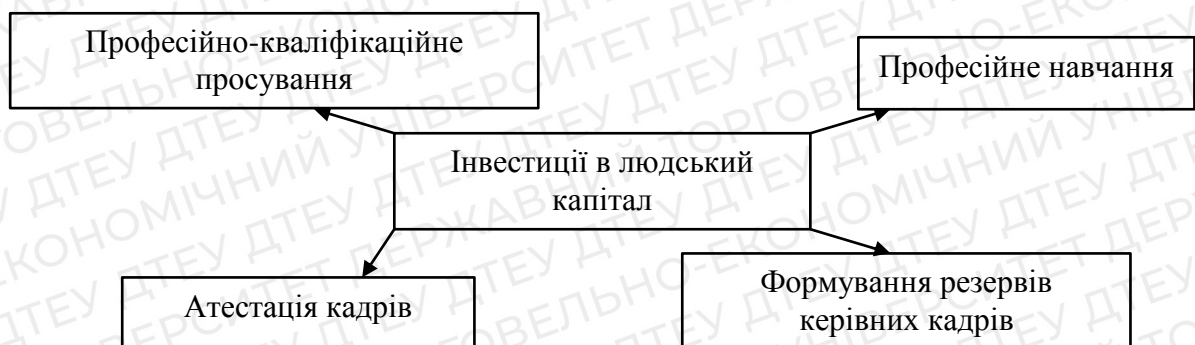 Професійно-кваліфікаційне
просування
Професійне навчання
Інвестиції в людський
капітал
Атестація кадрів
Формування резервів
керівних кадрів